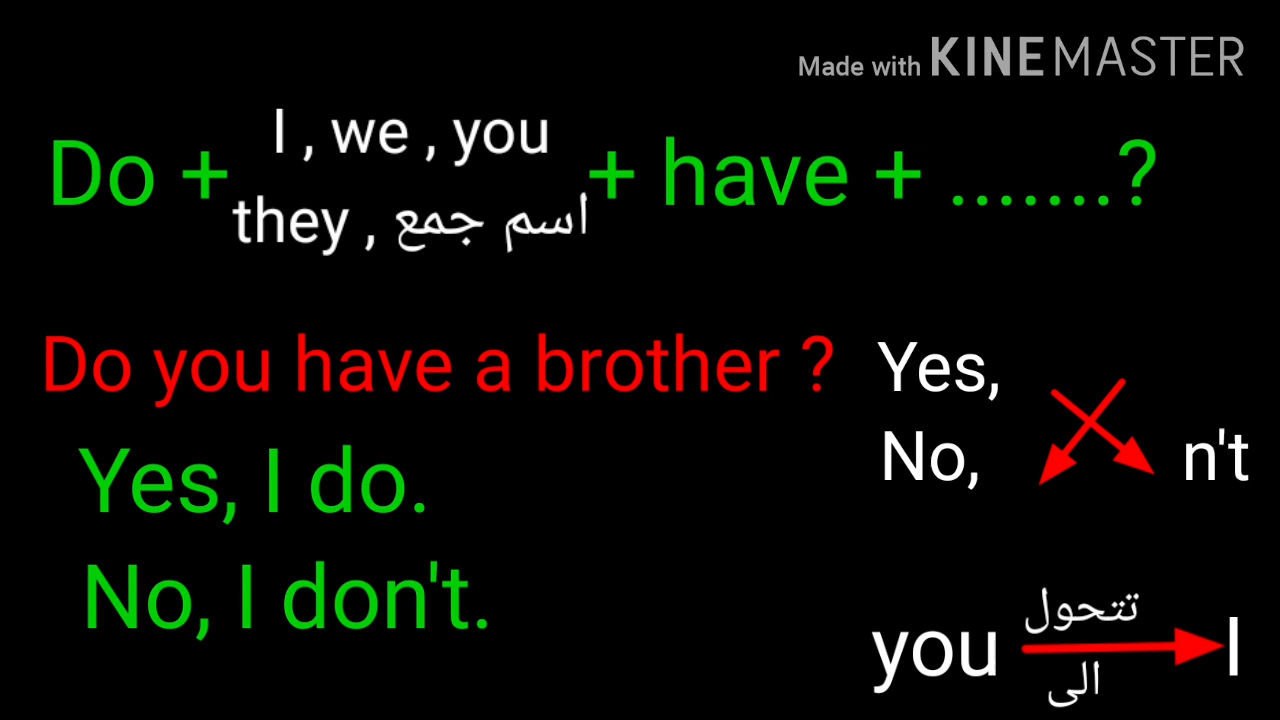 Made with KINEMASTER
I , we , you
Do + + have + .......?
they , اسم جمع
Do you have a brother ?
Yes, I do.
No, I don't.
Yes,
No, n't
تتحول
you I
الى